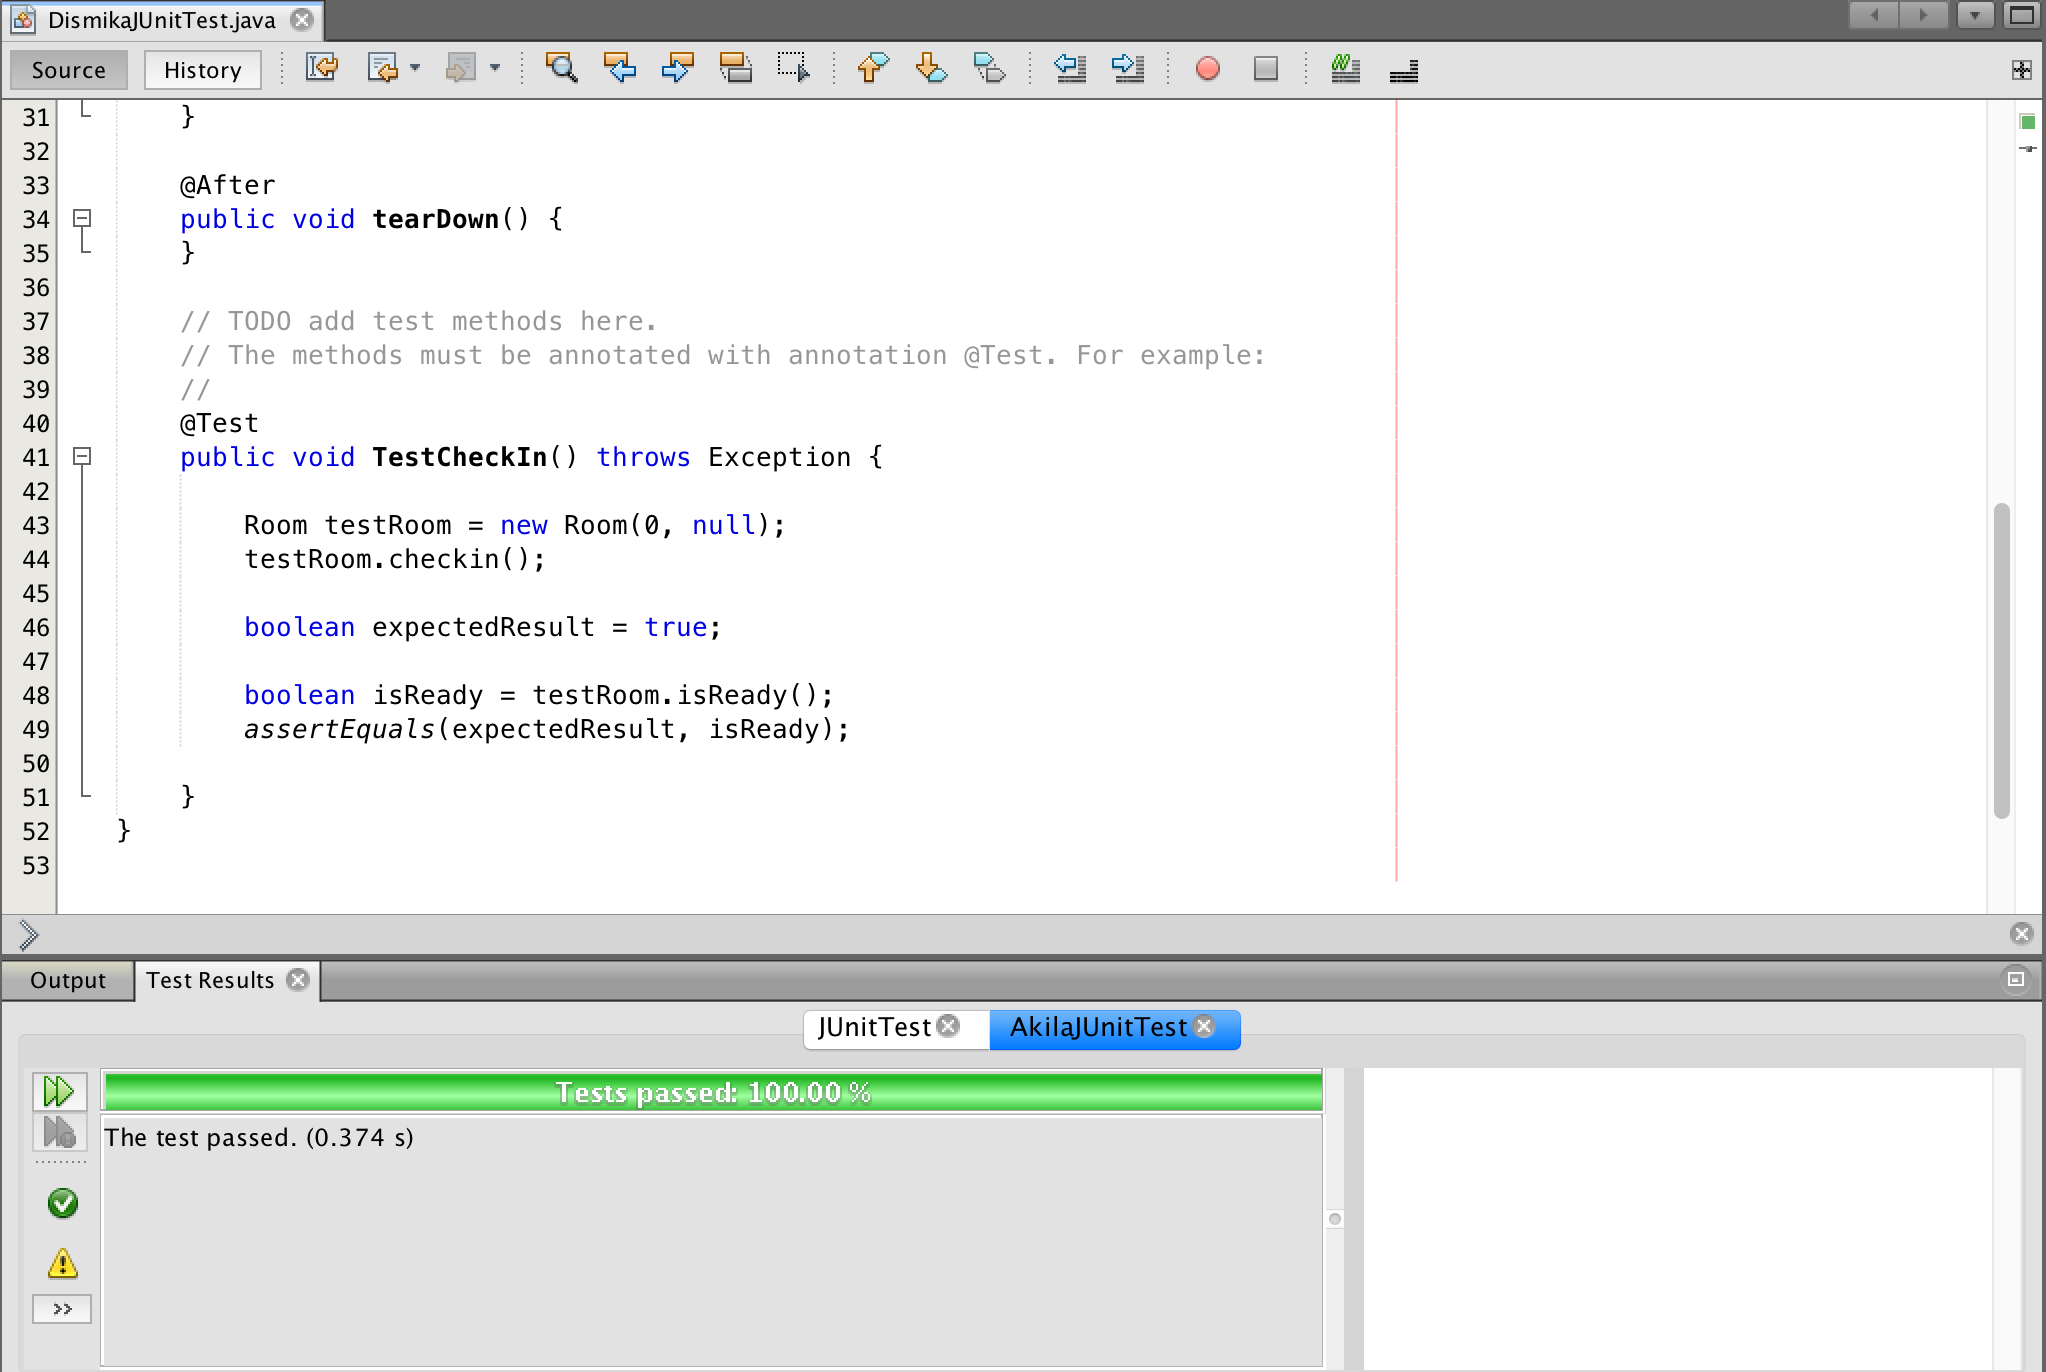 DismikaJUnitTest.java
Source History
31 }
32
33 @After
34 public void tearDown() {
35 }
36
37 // TODO add test methods here.
38 // The methods must be annotated with annotation @Test. For example:
39 //
40 @Test
41 public void TestCheckIn() throws Exception {
42
43 Room testRoom = new Room(0, null);
44 testRoom.checkin();
45
46 boolean expectedResult = true;
47
48 boolean isReady = testRoom.isReady();
49 assertEquals(expectedResult, isReady);
50
51 }
52 }
53
Output Test Results
JUnitTest AkilaJUnitTest
Tests passed: 100.00 %
The test passed. (0.374 s)
>>